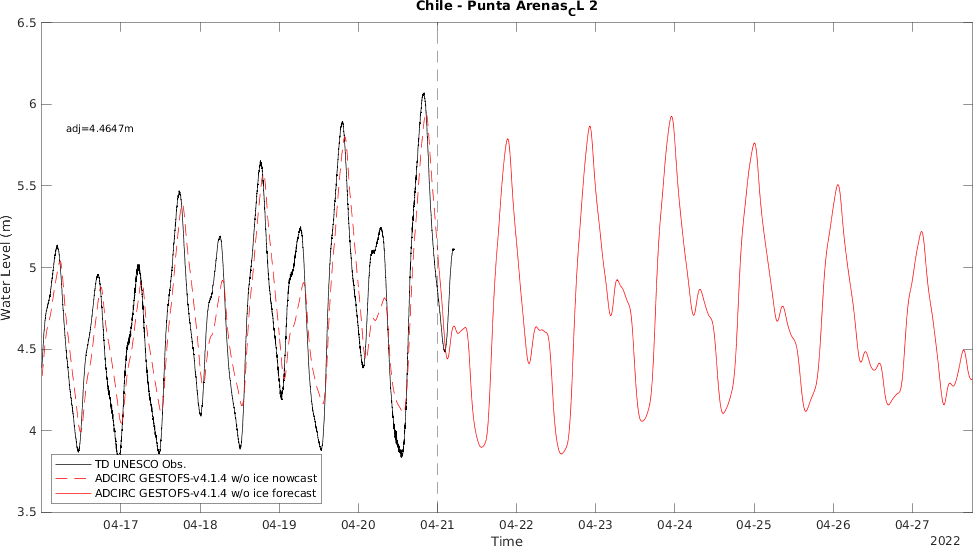 Chile - Punta Arenas_CL 2
6.5
6
5.5
5
4.5
4
3.5
Water Level (m)
adj=4.4647m
TD UNESCO Obs.
ADCIRC GESTOFS-v4.1.4 w/o ice nowcast
ADCIRC GESTOFS-v4.1.4 w/o ice forecast
04-17 04-18 04-19 04-20 04-21 04-22 04-23 04-24 04-25 04-26 04-27
Time
2022